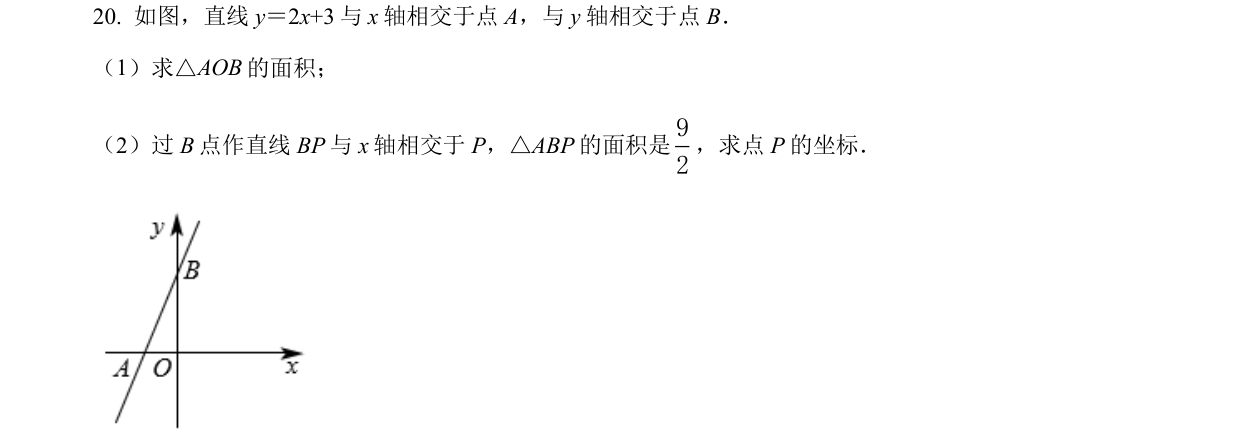 20. 如图，直线 y＝2x+3 与 x 轴相交于点 A，与 y 轴相交于点 B．
（1）求△AOB 的面积；
（2）过 B 点作直线 BP 与 x 轴相交于 P，△ABP 的面积是 9/2，求点 P 的坐标．
y
B
A O x